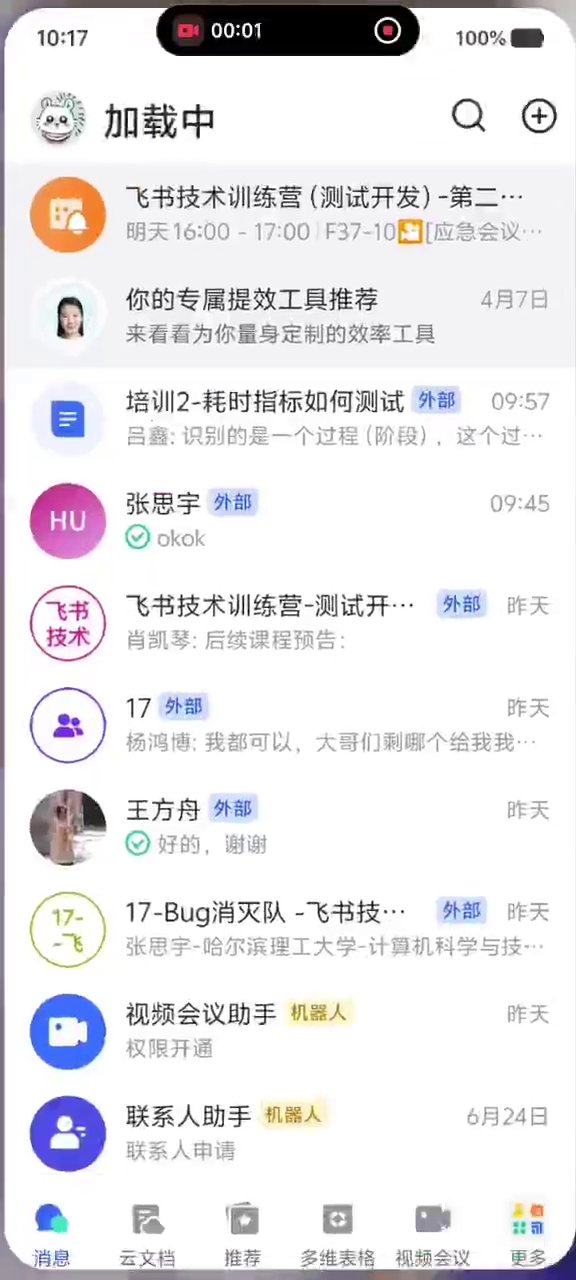 10:17
00:01
100%
加载中
飞书技术训练营(测试开发)-第二…
明天16:00 - 17:00 | F37-10[应急会议…
你的专属提效工具推荐 4月7日
来看看为你量身定制的效率工具
培训2-耗时指标如何测试 外部 09:57
吕鑫: 识别的是一个过程(阶段)，这个过…
HU
张思宇 外部 09:45
okok
飞书
技术
飞书技术训练营-测试开… 外部 昨天
肖凯琴: 后续课程预告:
17 外部 昨天
杨鸿博: 我都可以，大哥们剩哪个给我我…
王方舟 外部 昨天
好的，谢谢
17-
-飞
17-Bug消灭队 -飞书技… 外部 昨天
张思宇-哈尔滨理工大学-计算机科学与技…
视频会议助手 机器人 昨天
权限开通
联系人助手 机器人 6月24日
联系人申请
消息 云文档 推荐 多维表格 视频会议 更多